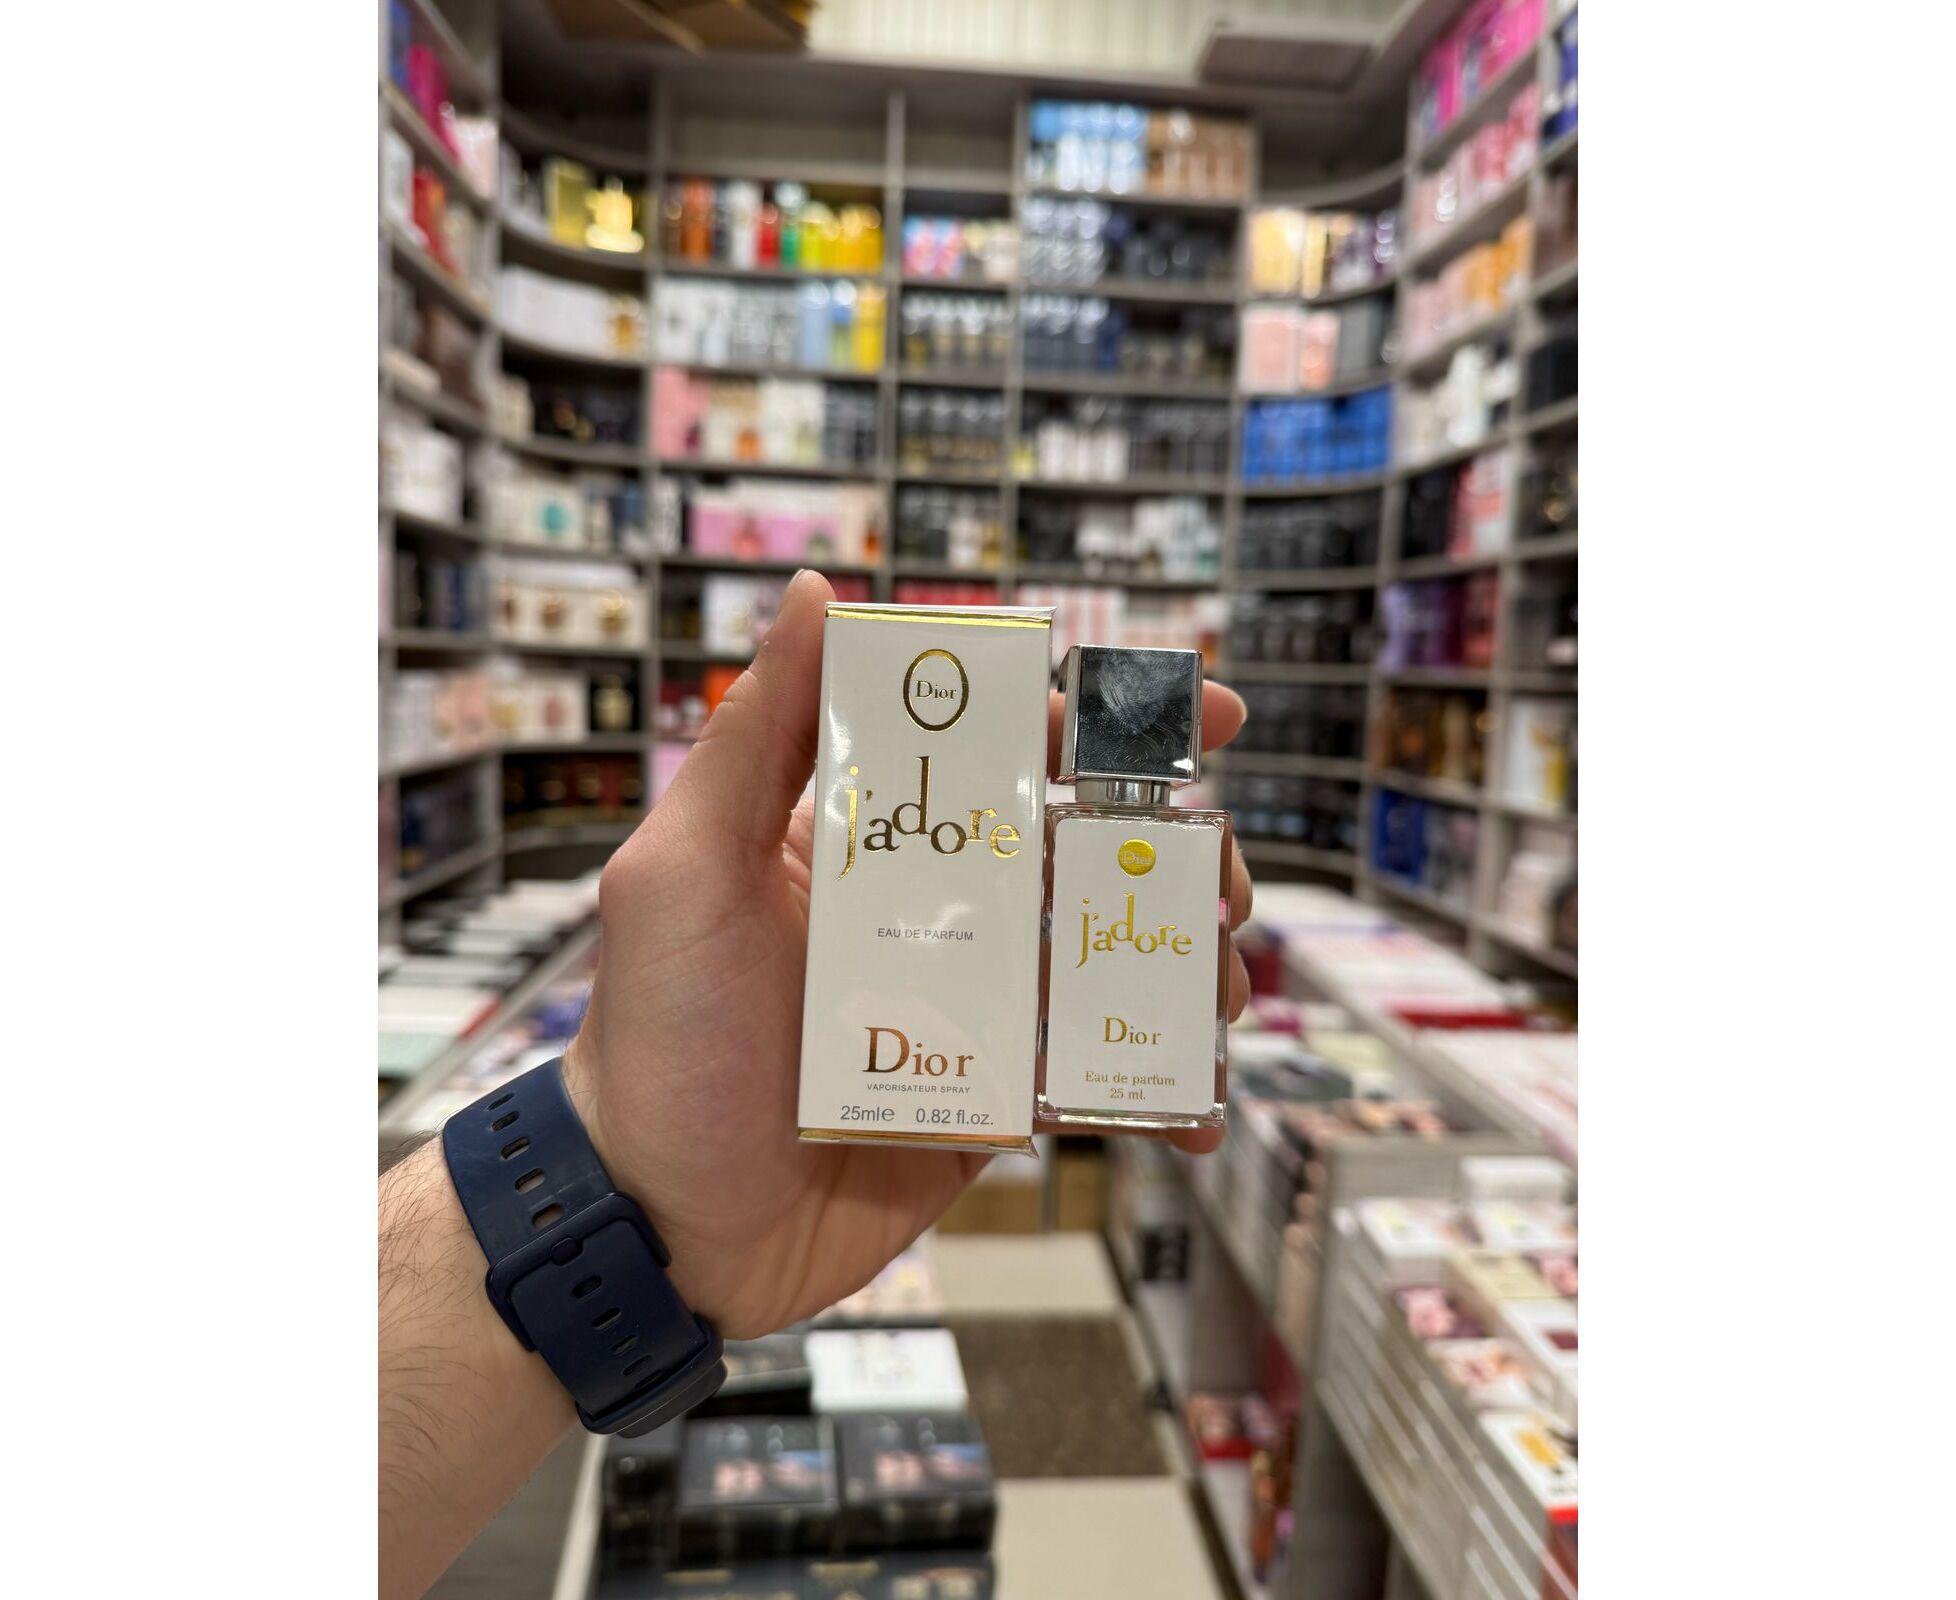 Dior
j'adore
EAU DE PARFUM
Dior
VAPORISATEUR SPRAY
25ml℮ 0.82 fl.oz.
Dior
j'adore
Dior
Eau de parfum
25 ml.